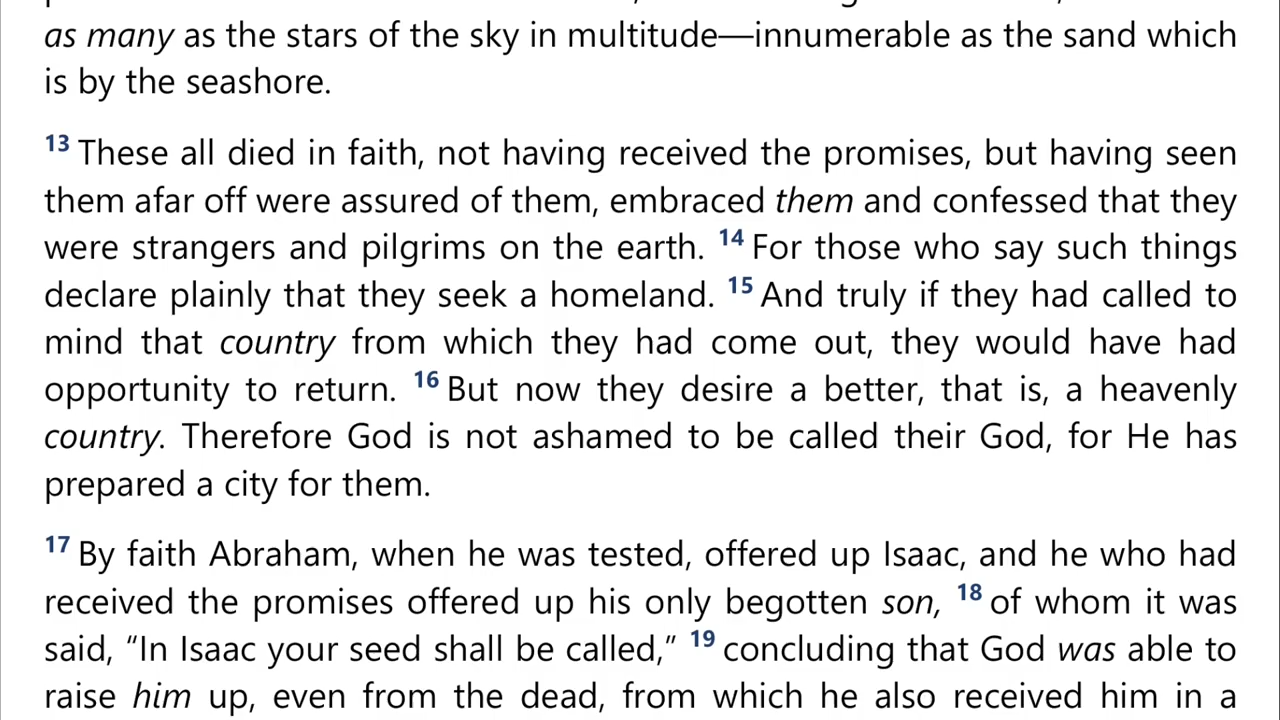 as many as the stars of the sky in multitude—innumerable as the sand which
is by the seashore.
13 These all died in faith, not having received the promises, but having seen
them afar off were assured of them, embraced them and confessed that they
were strangers and pilgrims on the earth. 14 For those who say such things
declare plainly that they seek a homeland. 15 And truly if they had called to
mind that country from which they had come out, they would have had
opportunity to return. 16 But now they desire a better, that is, a heavenly
country. Therefore God is not ashamed to be called their God, for He has
prepared a city for them.
17 By faith Abraham, when he was tested, offered up Isaac, and he who had
received the promises offered up his only begotten son, 18 of whom it was
said, “In Isaac your seed shall be called,” 19 concluding that God was able to
raise him up, even from the dead, from which he also received him in a